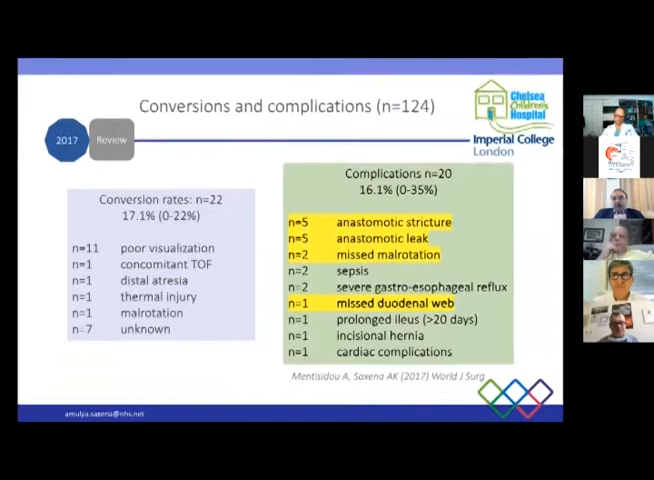 Conversions and complications (n=124)
Chelsea
Children's
Hospital
Imperial College
London
2017
Review
Conversion rates: n=22
17.1% (0-22%)
n=11 poor visualization
n=1 concomitant TOF
n=1 distal atresia
n=1 thermal injury
n=1 malrotation
n=7 unknown
Complications n=20
16.1% (0-35%)
n=5 anastomotic stricture
n=5 anastomotic leak
n=2 missed malrotation
n=2 sepsis
n=2 severe gastro-esophageal reflux
n=1 missed duodenal web
n=1 prolonged ileus (>20 days)
n=1 incisional hernia
n=1 cardiac complications
Mentisidou A, Saxena AK (2017) World J Surg
amulya.saxena@nhs.net